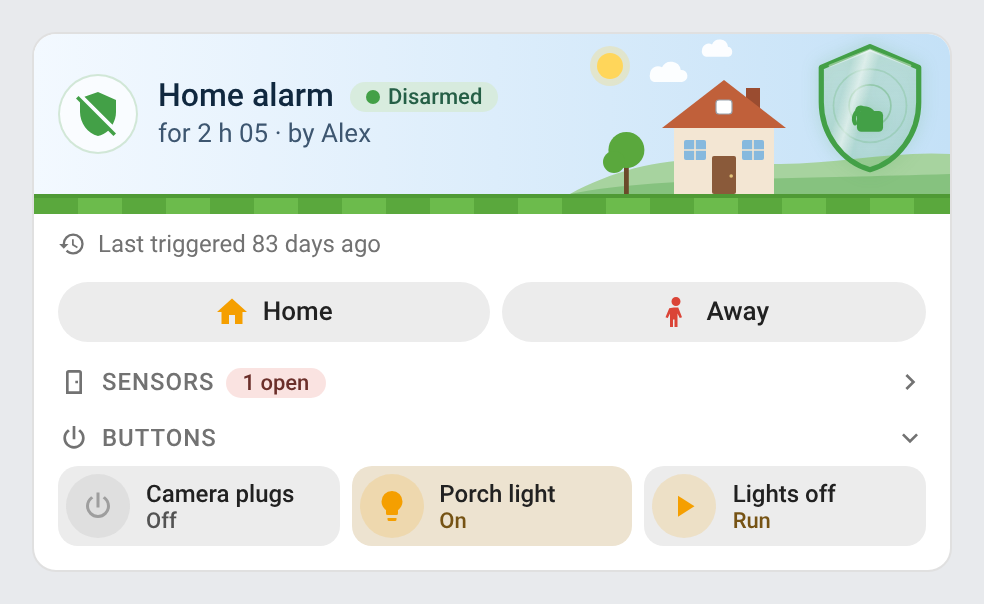 Home alarm
Disarmed
for 2 h 05 · by Alex
Last triggered 83 days ago
Home
Away
SENSORS
1 open
BUTTONS
Camera plugs
Off
Porch light
On
Lights off
Run